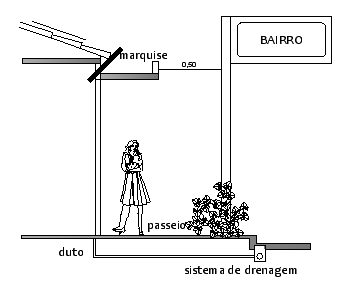 BAIRRO
marquise
0,50
passeio
duto
sistema de drenagem